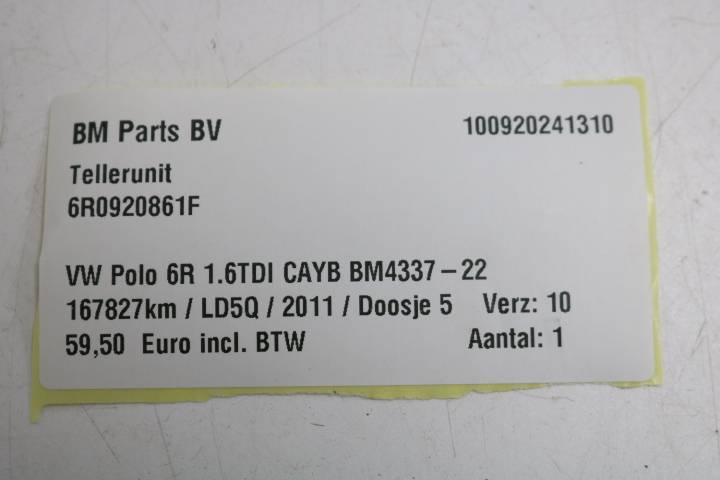 BM Parts BV 100920241310
Tellerunit
6R0920861F
VW Polo 6R 1.6TDI CAYB BM4337-22
167827km / LD5Q / 2011 / Doosje 5 Verz: 10
59,50 Euro incl. BTW Aantal: 1